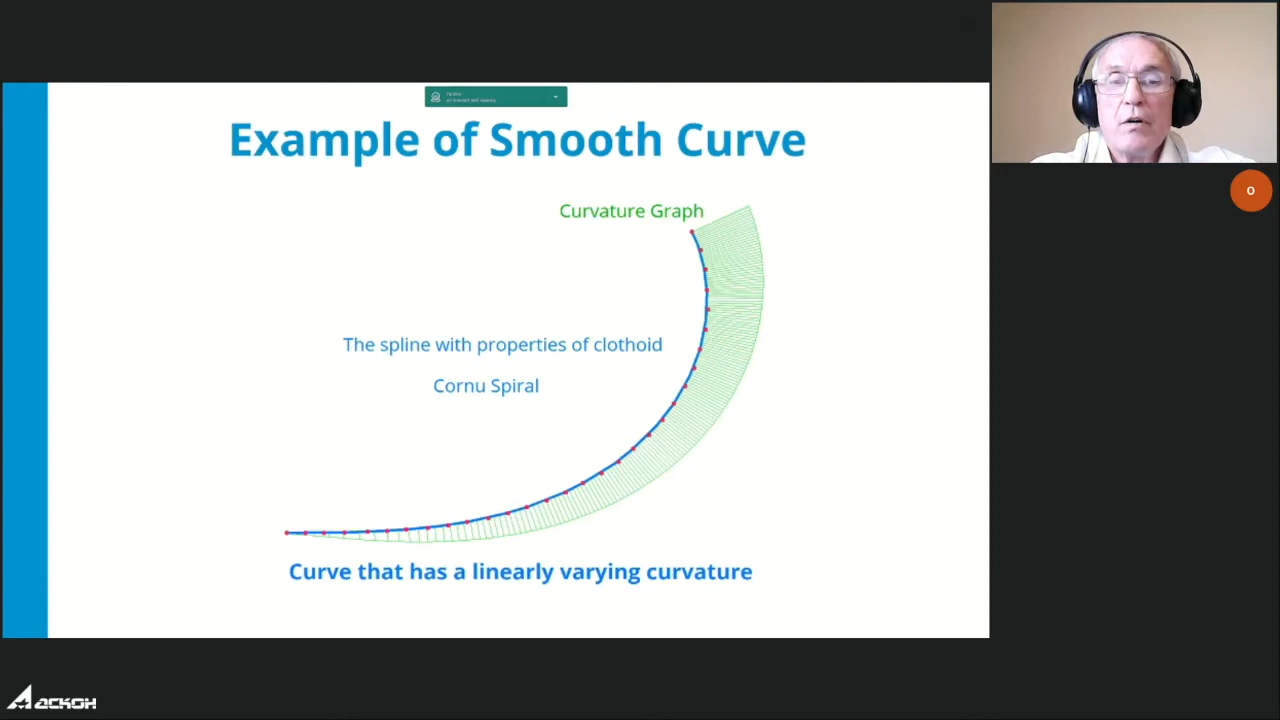 Example of Smooth Curve
Curvature Graph
O
The spline with properties of clothoid
Cornu Spiral
Curve that has a linearly varying curvature
АСКОН